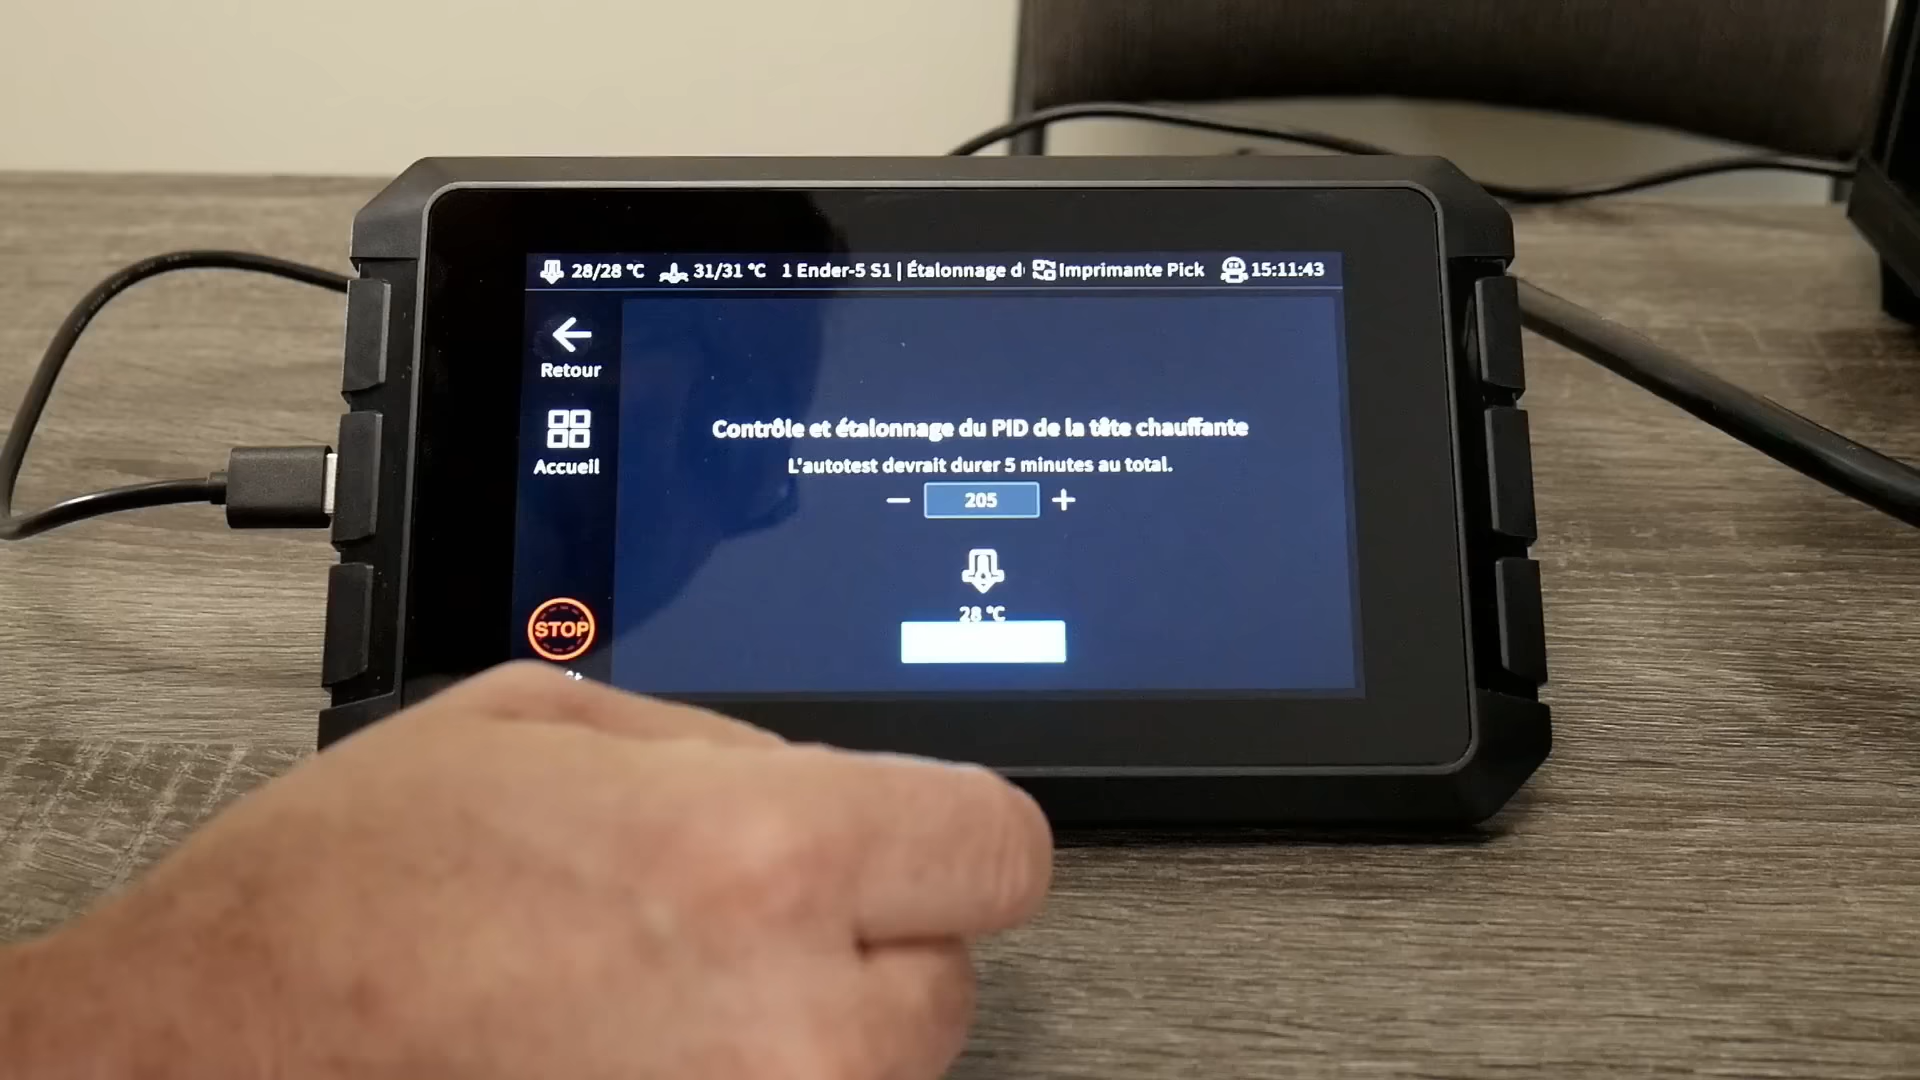 28/28 °C 31/31 °C 1 Ender-5 S1 | Étalonnage d Imprimante Pick 15:11:43
Retour
Accueil
STOP
Contrôle et étalonnage du PID de la tête chauffante
L'autotest devrait durer 5 minutes au total.
— 205 +
28 °C